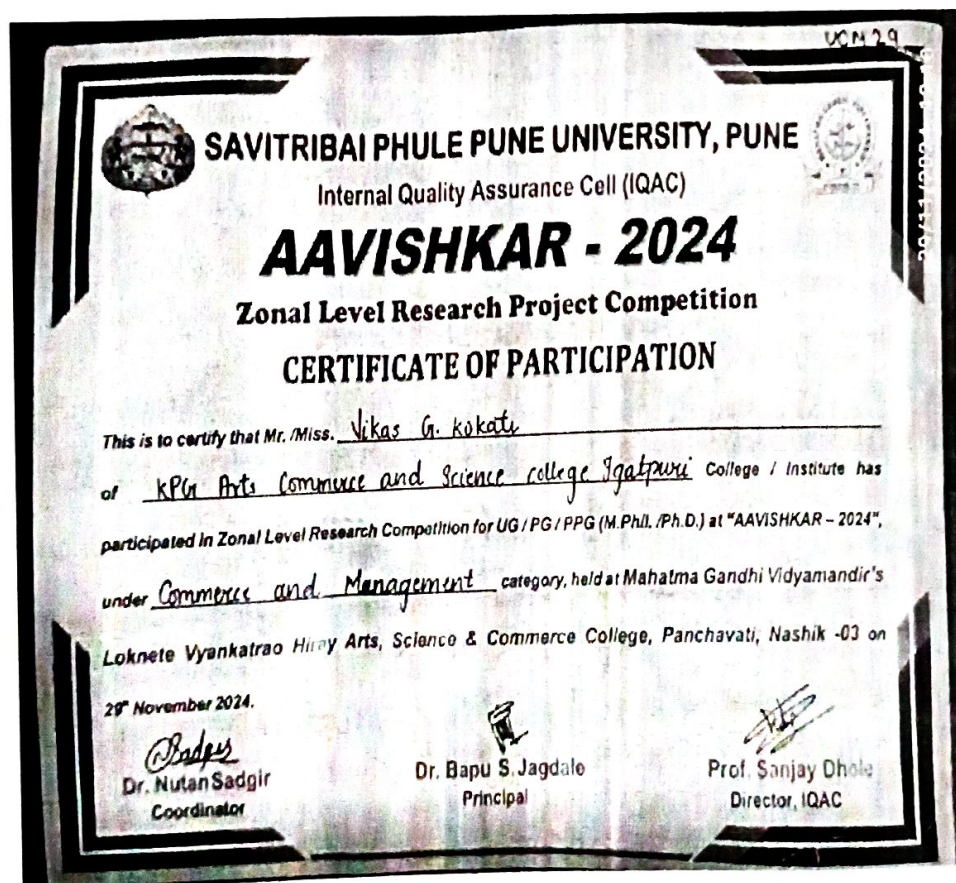 UCM 29
SAVITRIBAI PHULE PUNE UNIVERSITY, PUNE
Internal Quality Assurance Cell (IQAC)
AAVISHKAR - 2024
Zonal Level Research Project Competition
CERTIFICATE OF PARTICIPATION
This is to certify that Mr. /Miss. Vikas G. Kokate
of KPG Arts Commerce and Science college Igatpuri College / Institute has
participated in Zonal Level Research Competition for UG / PG / PPG (M.Phil. /Ph.D.) at "AAVISHKAR – 2024",
under Commerce and Management category, held at Mahatma Gandhi Vidyamandir's
Loknete Vyankatrao Hiray Arts, Science & Commerce College, Panchavati, Nashik -03 on
29th November 2024.
Dr. Nutan Sadgir
Coordinator
Dr. Bapu S. Jagdale
Principal
Prof. Sanjay Dhole
Director, IQAC